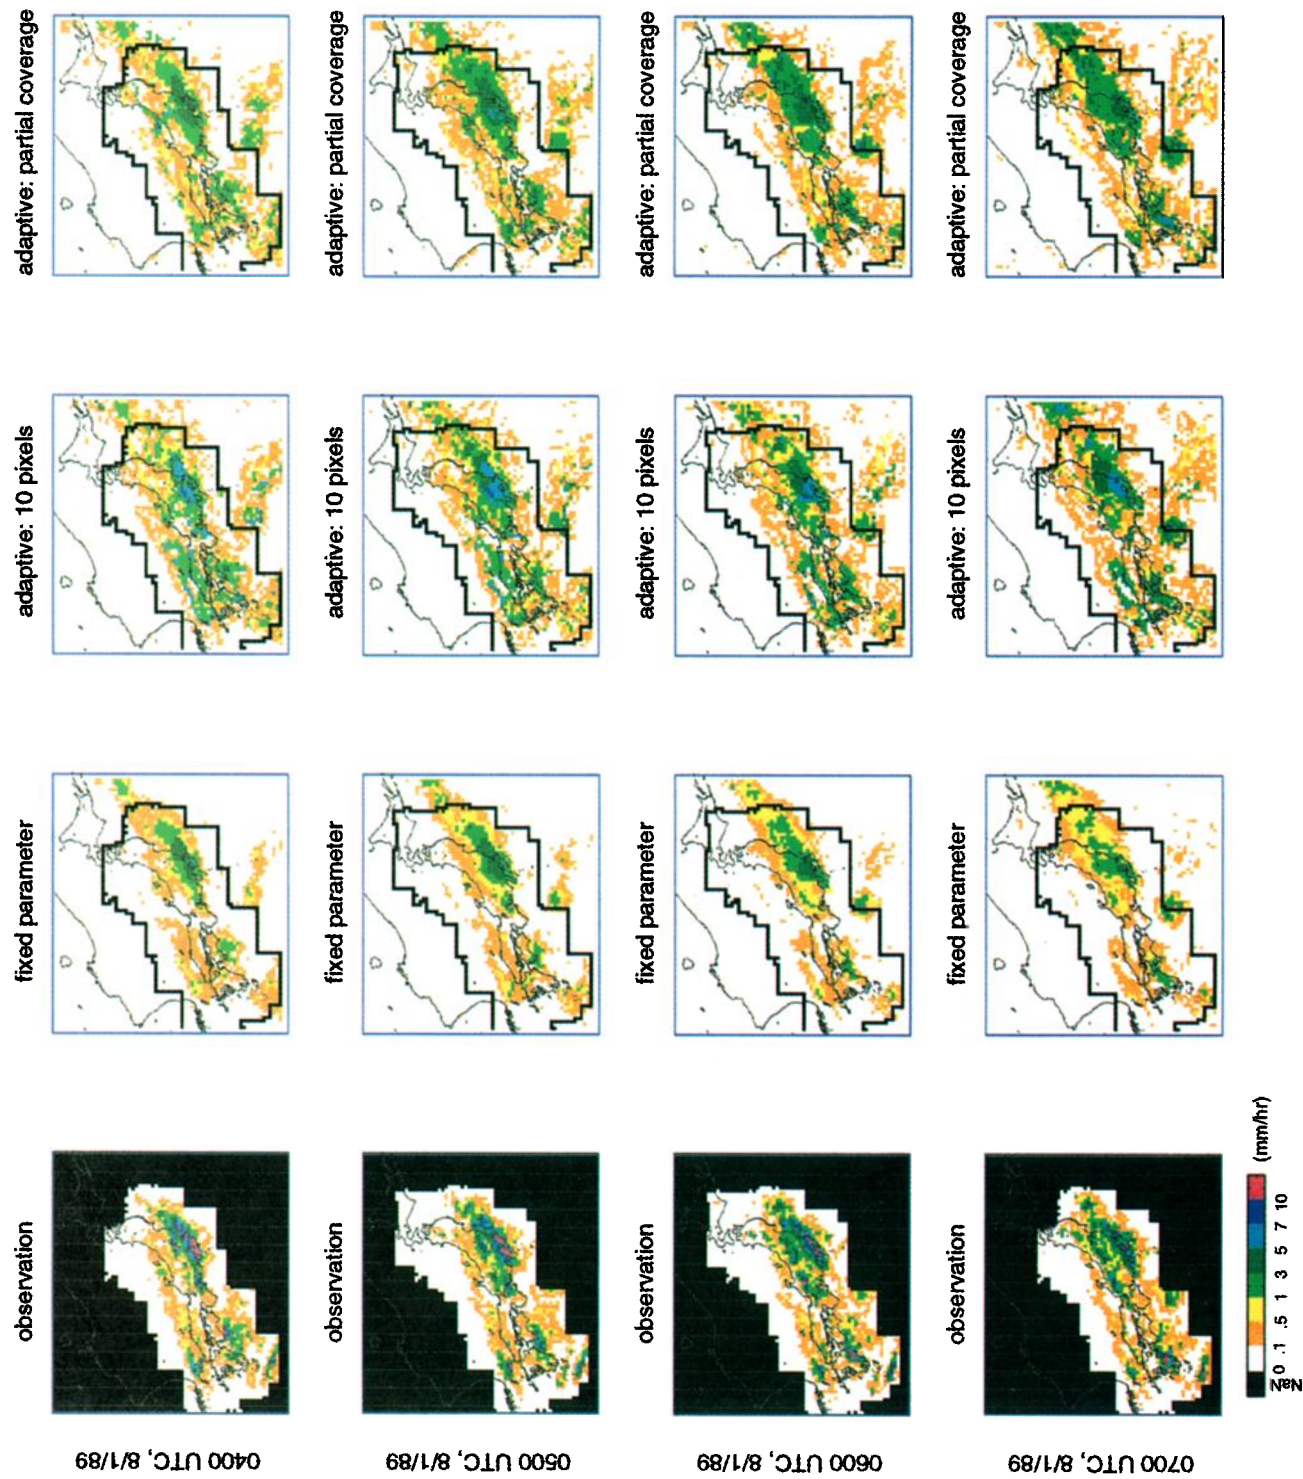 adaptive: partial coverage
adaptive: partial coverage
adaptive: partial coverage
adaptive: partial coverage
adaptive: 10 pixels
adaptive: 10 pixels
adaptive: 10 pixels
adaptive: 10 pixels
fixed parameter
fixed parameter
fixed parameter
fixed parameter
observation
observation
observation
observation
0400 UTC, 8/1/89
0500 UTC, 8/1/89
0600 UTC, 8/1/89
0700 UTC, 8/1/89
NaN 0 .1 .5 1 3 5 7 10 (mm/hr)